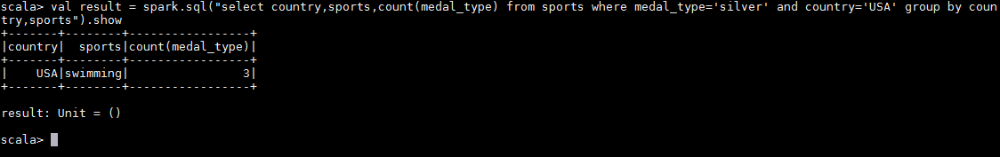 scala> val result = spark.sql("select country,sports,count(medal_type) from sports where medal_type='silver' and country='USA' group by coun
try,sports").show
+-------+--------+-----------------+
|country|  sports|count(medal_type)|
+-------+--------+-----------------+
|    USA|swimming|                3|
+-------+--------+-----------------+
result: Unit = ()
scala>